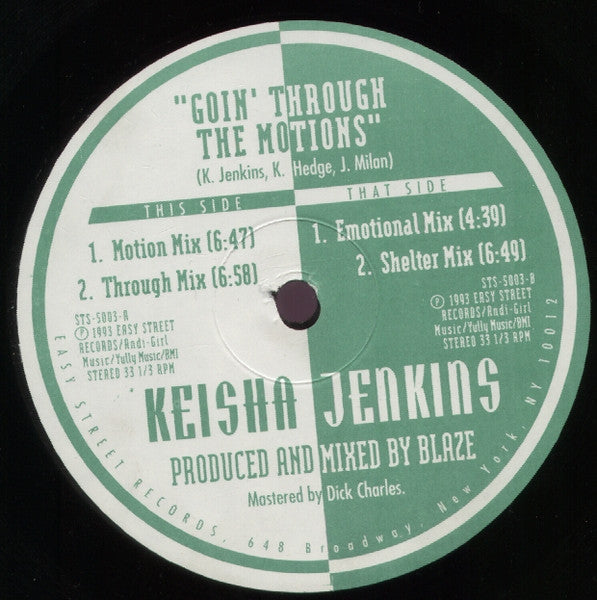 "GOIN' THROUGH
THE MOTIONS"
(K. Jenkins, K. Hedge, J. Milan)
THIS SIDE
1. Motion Mix (6:47)
2. Through Mix (6:58)
STS-5003-A
Ⓟ 1993 EASY STREET
RECORDS/Andi-Girl
Music/Yully Music/BMI
STEREO 33 1/3 RPM
THAT SIDE
1. Emotional Mix (4:39)
2. Shelter Mix (6:49)
STS-5003-B
Ⓟ 1993 EASY STREET
RECORDS/Andi-Girl
Music/Yully Music/BMI
STEREO 33 1/3 RPM
KEISHA JENKINS
PRODUCED AND MIXED BY BLAZE
Mastered by Dick Charles.
EASY STREET RECORDS, 648 Broadway, New York, NY 10012